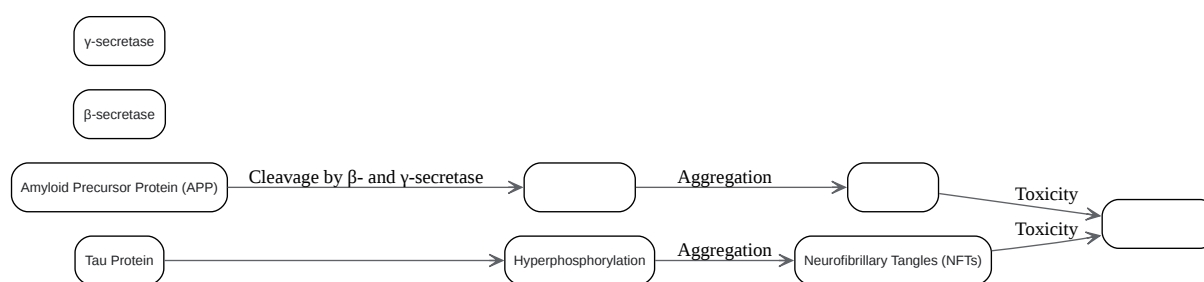 γ-secretase
β-secretase
Amyloid Precursor Protein (APP)
Cleavage by β- and γ-secretase
Aggregation
Toxicity
Tau Protein
Hyperphosphorylation
Aggregation
Neurofibrillary Tangles (NFTs)
Toxicity